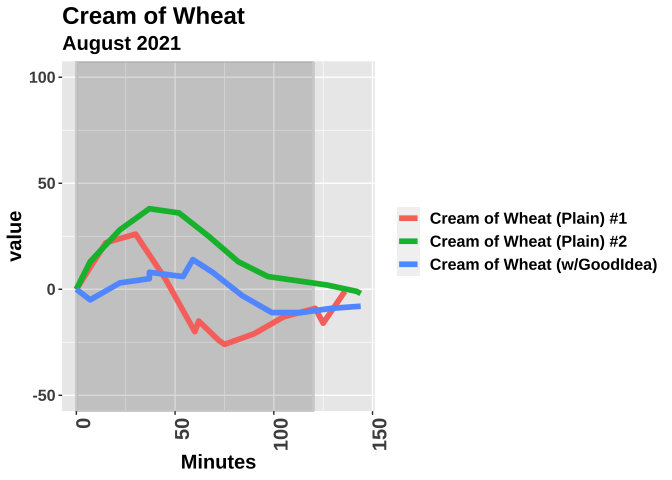 Cream of Wheat
August 2021
100
50
0
-50
value
0
50
100
150
Minutes
Cream of Wheat (Plain) #1
Cream of Wheat (Plain) #2
Cream of Wheat (w/GoodIdea)